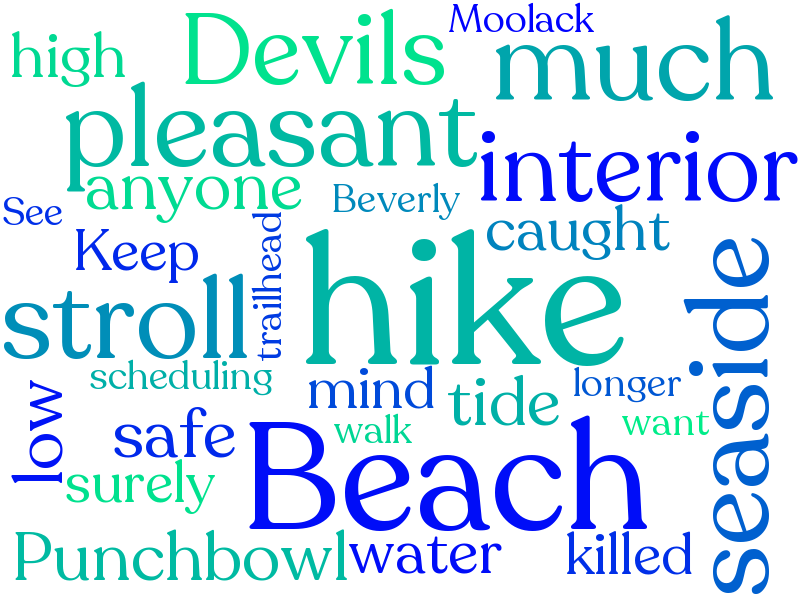 Moolack
high
Devils
much
pleasant
interior
anyone
Beverly
See
caught
Keep
trailhead
hike
seaside
stroll
scheduling
mind
longer
tide
low
walk
want
safe
Beach
surely
Punchbowl
water
killed